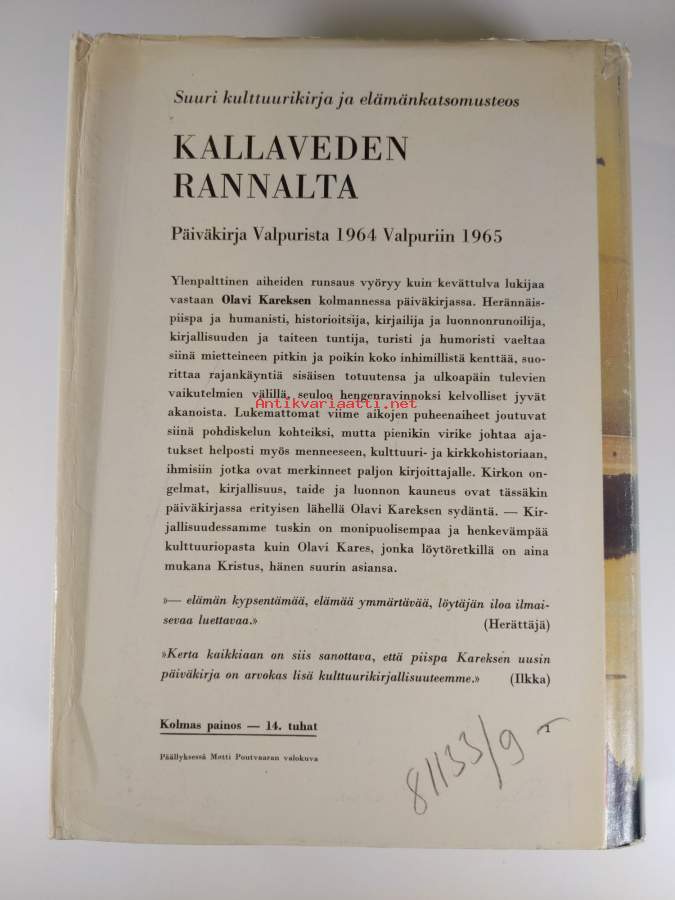 Suuri kulttuurikirja ja elämänkatsomusteos
KALLAVEDEN
RANNALTA
Päiväkirja Valpurista 1964 Valpuriin 1965
Ylenpalttinen aiheiden runsaus vyöryy kuin kevättulva lukijaa
vastaan Olavi Kareksen kolmannessa päiväkirjassa. Herännäis-
piispa ja humanisti, historioitsija, kirjailija ja luonnonrunoilija,
kirjallisuuden ja taiteen tuntija, turisti ja humoristi vaeltaa
siinä mietteineen pitkin ja poikin koko inhimillistä kenttää, suo-
rittaa rajankäyntiä sisäisen totuutensa ja ulkoapäin tulevien
vaikutelmien välillä, seuloo hengenravinnoksi kelvolliset jyvät
akanoista. Lukemattomat viime aikojen puheenaiheet joutuvat
Antikvariaatti.net
siinä pohdiskelun kohteiksi, mutta pienikin virike johtaa aja-
tukset helposti myös menneeseen, kulttuuri- ja kirkkohistoriaan,
ihmisiin jotka ovat merkinneet paljon kirjoittajalle. Kirkon on-
gelmat, kirjallisuus, taide ja luonnon kauneus ovat tässäkin
päiväkirjassa erityisen lähellä Olavi Kareksen sydäntä. — Kir-
jallisuudessamme tuskin on monipuolisempaa ja henkevämpää
kulttuuriopasta kuin Olavi Kares, jonka löytöretkillä on aina
mukana Kristus, hänen suurin asiansa.
»— elämän kypsentämää, elämää ymmärtävää, löytäjän iloa ilmai-
sevaa luettavaa.» (Herättäjä)
»Kerta kaikkiaan on siis sanottava, että piispa Kareksen uusin
päiväkirja on arvokas lisä kulttuurikirjallisuuteemme.» (Ilkka)
Kolmas painos — 14. tuhat
Päällyksessä Matti Poutvaaran valokuva
81133/9 -